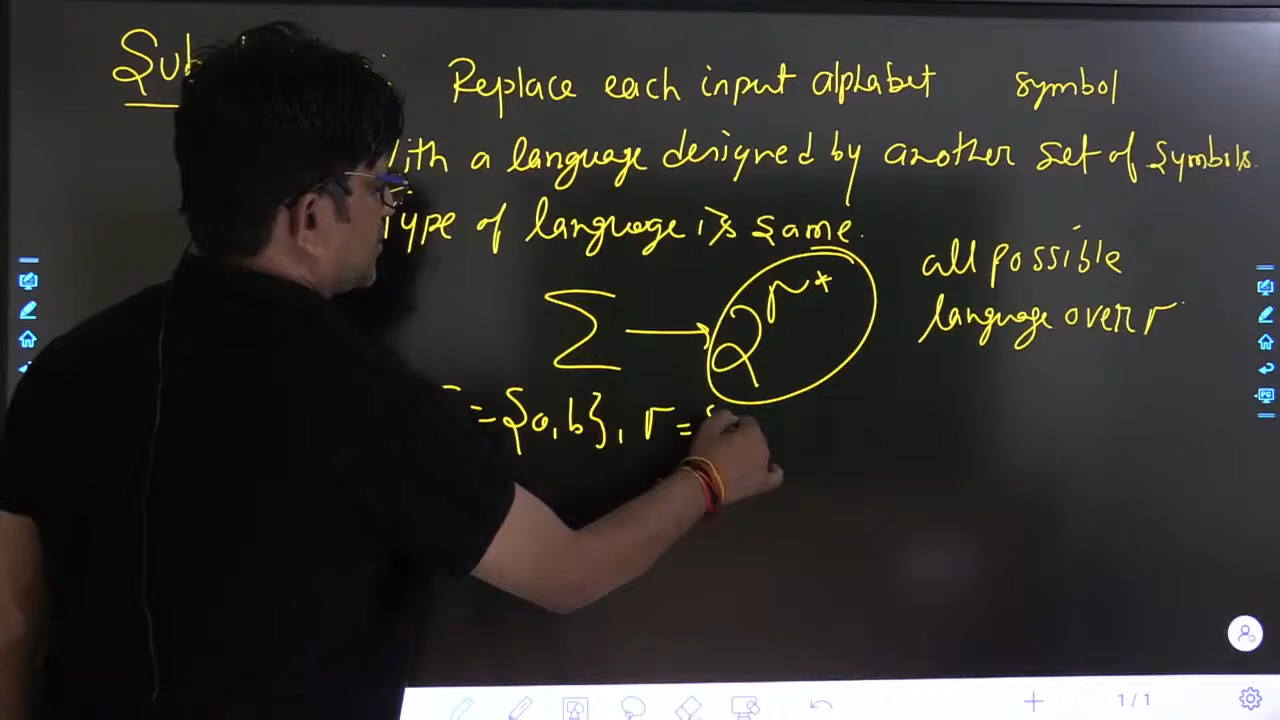 Replace each input alphabet symbol
with a language designed by another set of symbols.
Type of language is same.
all possible
language over Γ
Σ → 2^Γ*
= {a, b}, Γ = {
1/1